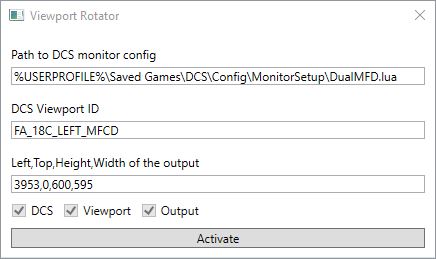 Viewport Rotator
Path to DCS monitor config
%USERPROFILE%\Saved Games\DCS\Config\MonitorSetup\DualMFD.lua
DCS Viewport ID
FA_18C_LEFT_MFCD
Left,Top,Height,Width of the output
3953,0,600,595
DCS Viewport Output
Activate